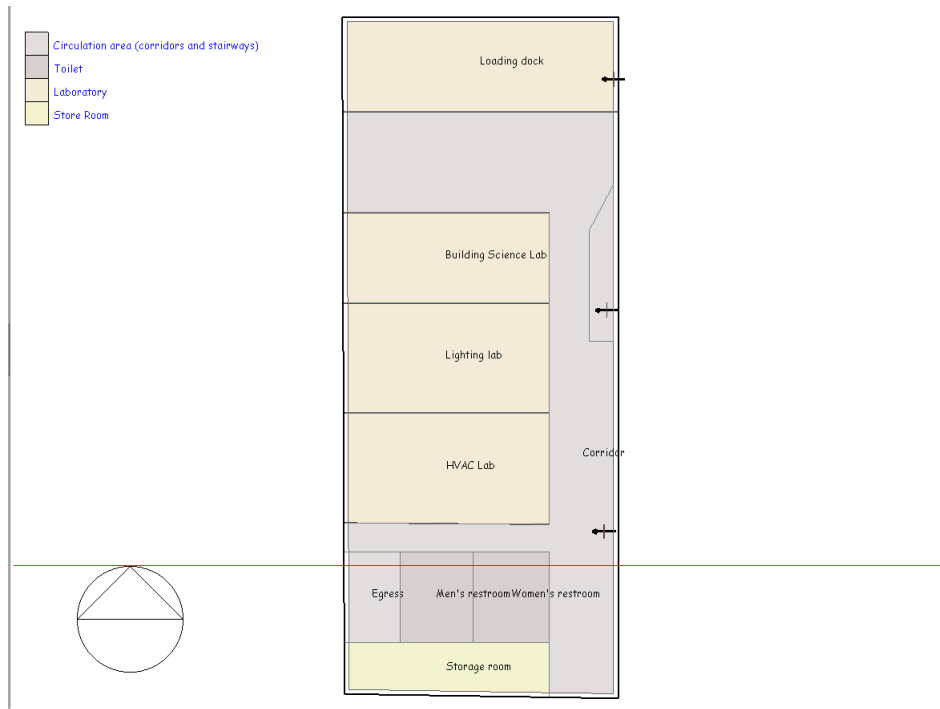 Circulation area (corridors and stairways)
Toilet
Laboratory
Store Room
Loading dock
Building Science Lab
Lighting lab
Corridor
HVAC Lab
Egress
Men's restroom
Women's restroom
Storage room